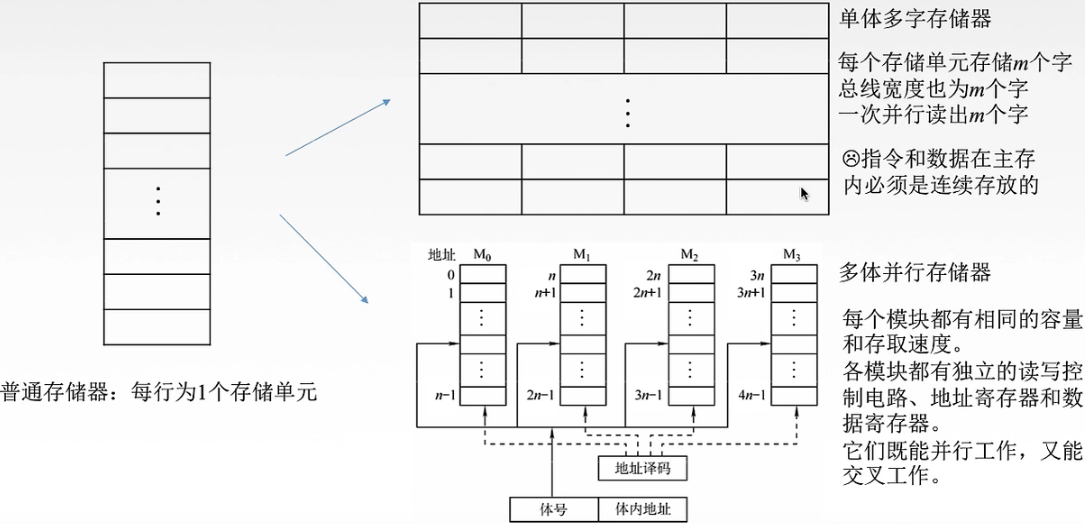 普通存储器：每行为1个存储单元
单体多字存储器
每个存储单元存储m个字
总线宽度也为m个字
一次并行读出m个字
☹指令和数据在主存
内必须是连续存放的
地址 M₀ M₁ M₂ M₃
0 n 2n 3n
1 n+1 2n+1 3n+1
n−1 2n−1 3n−1 4n−1
地址译码
体号 体内地址
多体并行存储器
每个模块都有相同的容量
和存取速度。
各模块都有独立的读写控
制电路、地址寄存器和数
据寄存器。
它们既能并行工作，又能
交叉工作。